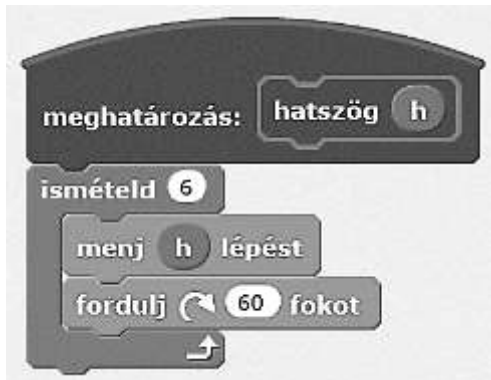 meghatározás: hatszög h
ismételd 6
menj h lépést
fordulj 60 fokot